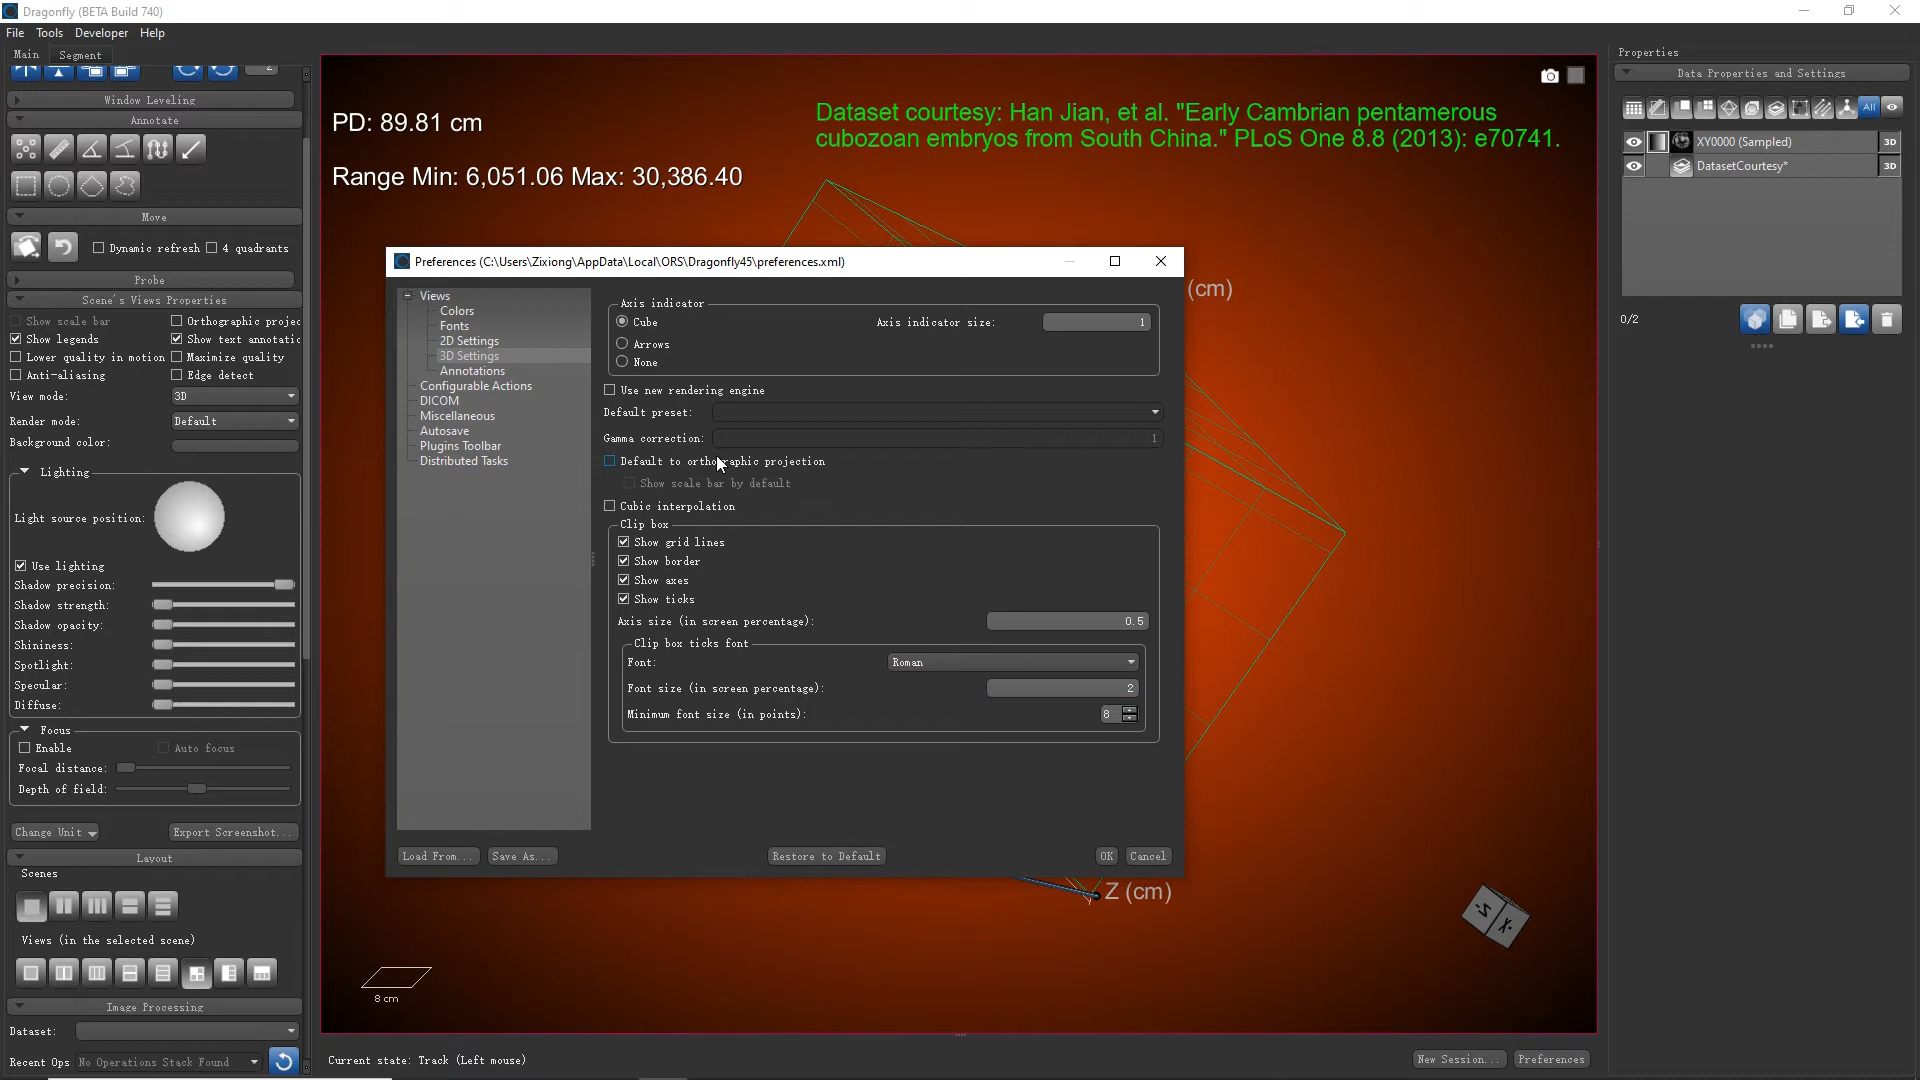 Dragonfly (BETA Build 740)
File Tools Developer Help
Main Segment
Window Leveling
Annotate
Move
Dynamic refresh 4 quadrants
Probe
Scene's Views Properties
Show scale bar Orthographic projec
Show legends Show text annotatic
Lower quality in motion Maximize quality
Anti-aliasing Edge detect
View mode: 3D
Render mode: Default
Background color:
Lighting
Light source position:
Use lighting
Shadow precision:
Shadow strength:
Shadow opacity:
Shininess:
Spotlight:
Specular:
Diffuse:
Focus
Enable Auto focus
Focal distance:
Depth of field:
Change Unit Export Screenshot...
Layout
Scenes
Views (in the selected scene)
Image Processing
Dataset:
Recent Ops No Operations Stack Found
PD: 89.81 cm
Range Min: 6,051.06 Max: 30,386.40
Dataset courtesy: Han Jian, et al. "Early Cambrian pentamerous
cubozoan embryos from South China." PLoS One 8.8 (2013): e70741.
(cm)
Z (cm)
8 cm
-Z X-
Preferences (C:\Users\Zixiong\AppData\Local\ORS\Dragonfly45\preferences.xml)
Views
Colors
Fonts
2D Settings
3D Settings
Annotations
Configurable Actions
DICOM
Miscellaneous
Autosave
Plugins Toolbar
Distributed Tasks
Axis indicator
Cube Axis indicator size: 1
Arrows
None
Use new rendering engine
Default preset:
Gamma correction: 1
Default to orthographic projection
Show scale bar by default
Cubic interpolation
Clip box
Show grid lines
Show border
Show axes
Show ticks
Axis size (in screen percentage): 0.5
Clip box ticks font
Font: Roman
Font size (in screen percentage): 2
Minimum font size (in points): 8
Load From... Save As... Restore to Default OK Cancel
Current state: Track (Left mouse)
New Session... Preferences
Properties
Data Properties and Settings
All
XY0000 (Sampled) 3D
DatasetCourtesy* 3D
0/2